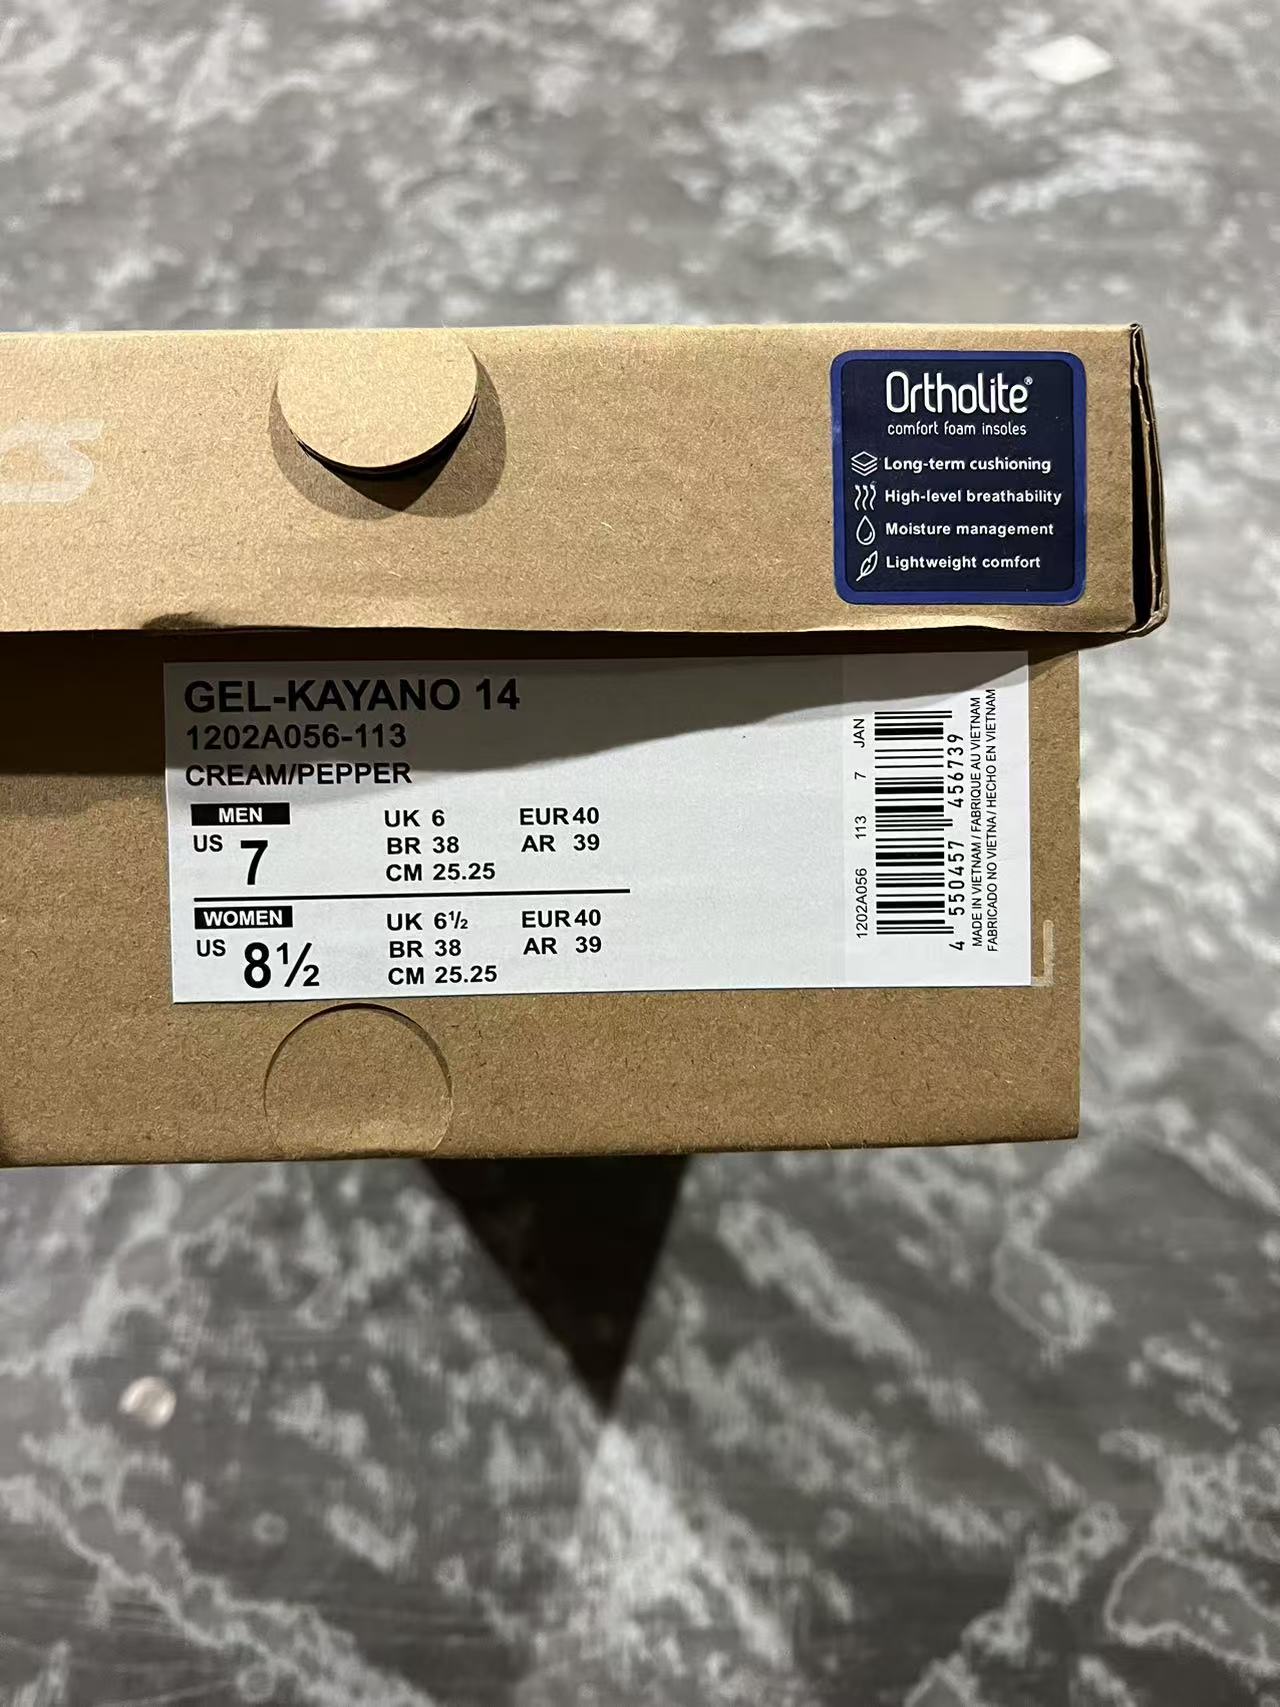 Ortholite®
comfort foam insoles
Long-term cushioning
High-level breathability
Moisture management
Lightweight comfort
GEL-KAYANO 14
1202A056-113
CREAM/PEPPER
MEN
US 7
UK 6
EUR 40
BR 38
AR 39
CM 25.25
WOMEN
US 8½
UK 6½
EUR 40
BR 38
AR 39
CM 25.25
1202A056 113 7 JAN
4 550457 456739
MADE IN VIETNAM / FABRIQUE AU VIETNAM
FABRICADO NO VIETNA / HECHO EN VIETNAM